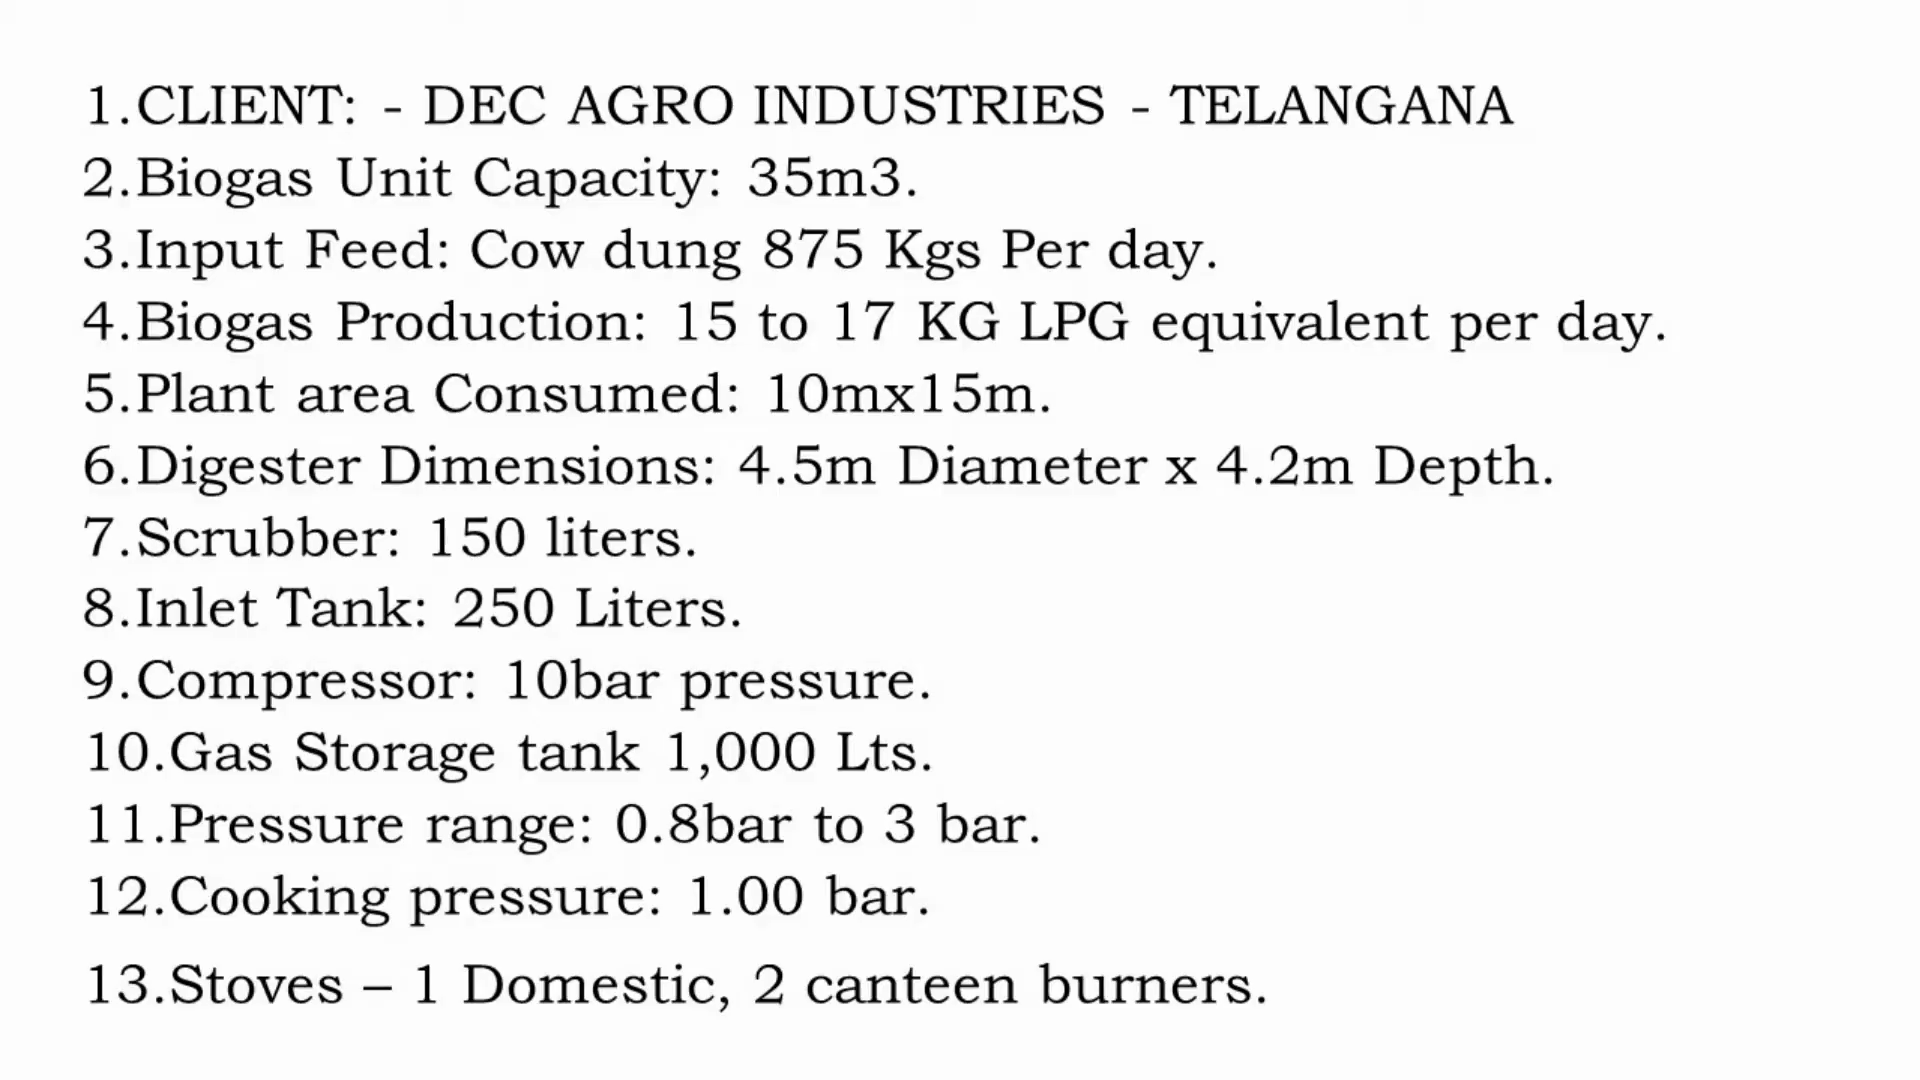 1.CLIENT: - DEC AGRO INDUSTRIES - TELANGANA
2.Biogas Unit Capacity: 35m3.
3.Input Feed: Cow dung 875 Kgs Per day.
4.Biogas Production: 15 to 17 KG LPG equivalent per day.
5.Plant area Consumed: 10mx15m.
6.Digester Dimensions: 4.5m Diameter x 4.2m Depth.
7.Scrubber: 150 liters.
8.Inlet Tank: 250 Liters.
9.Compressor: 10bar pressure.
10.Gas Storage tank 1,000 Lts.
11.Pressure range: 0.8bar to 3 bar.
12.Cooking pressure: 1.00 bar.
13.Stoves – 1 Domestic, 2 canteen burners.